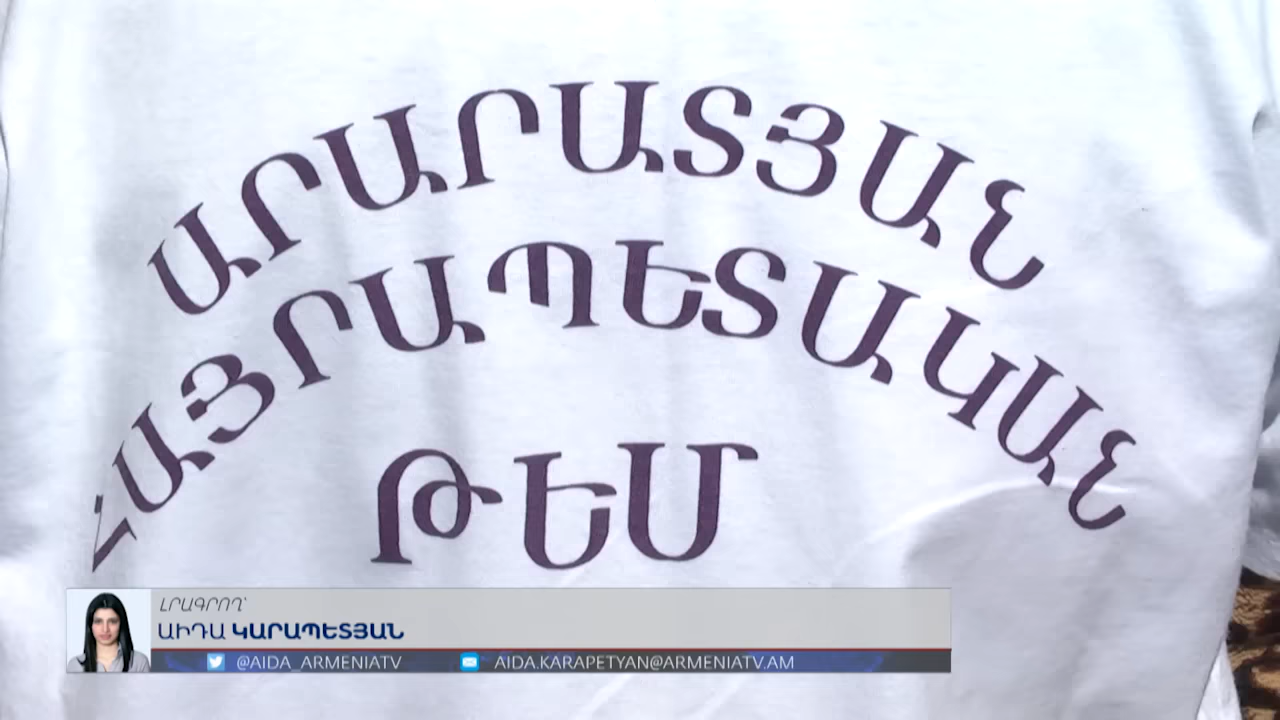 ԱՐԱՐԱՏՅԱՆ
ՀԱՅՐԱՊԵՏԱԿԱՆ
ԹԵՄ
ԼՐԱԳՐՈՂ՝
ԱԻԴԱ ԿԱՐԱՊԵՏՅԱՆ
@AIDA_ARMENIATV AIDA.KARAPETYAN@ARMENIATV.AM